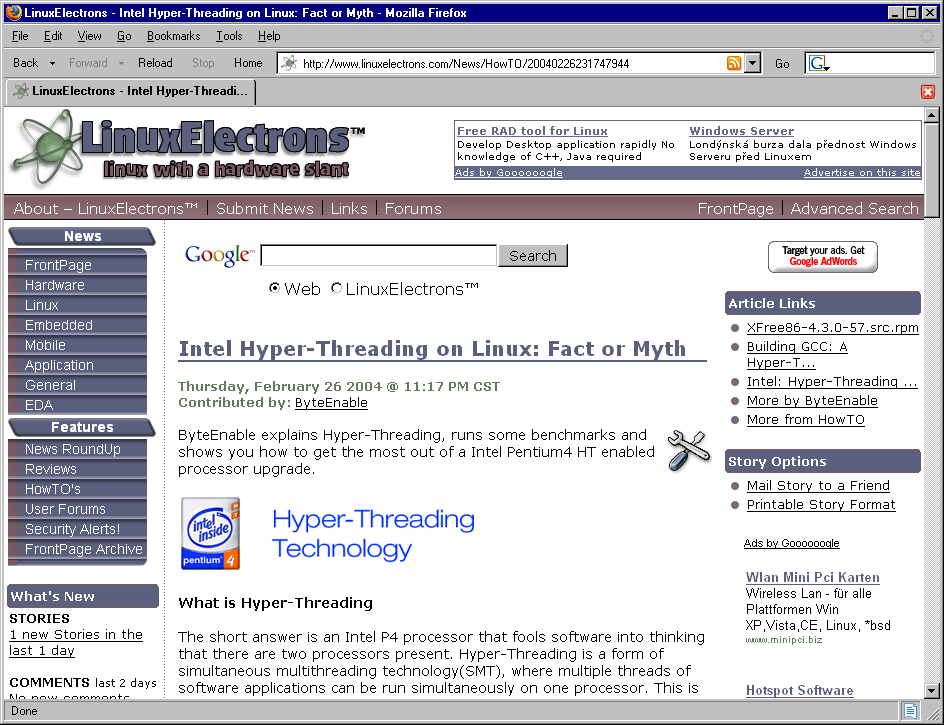 LinuxElectrons - Intel Hyper-Threading on Linux: Fact or Myth - Mozilla Firefox
File Edit View Go Bookmarks Tools Help
Back Forward Reload Stop Home http://www.linuxelectrons.com/News/HowTO/20040226231747944 Go G
LinuxElectrons - Intel Hyper-Threadi...
LinuxElectrons™
linux with a hardware slant
Free RAD tool for Linux
Develop Desktop application rapidly No
knowledge of C++, Java required
Windows Server
Londýnská burza dala přednost Windows
Serveru před Linuxem
Ads by Goooooogle
Advertise on this site
About – LinuxElectrons™ Submit News Links Forums FrontPage Advanced Search
News
FrontPage
Hardware
Linux
Embedded
Mobile
Application
General
EDA
Features
News RoundUp
Reviews
HowTO's
User Forums
Security Alerts!
FrontPage Archive
What's New
STORIES
1 new Stories in the
last 1 day
COMMENTS last 2 days
No new comments
Google™ Search
Web LinuxElectrons™
Intel Hyper-Threading on Linux: Fact or Myth
Thursday, February 26 2004 @ 11:17 PM CST
Contributed by: ByteEnable
ByteEnable explains Hyper-Threading, runs some benchmarks and
shows you how to get the most out of a Intel Pentium4 HT enabled
processor upgrade.
intel
inside
HT
pentium 4
Hyper-Threading
Technology
What is Hyper-Threading
The short answer is an Intel P4 processor that fools software into thinking
that there are two processors present. Hyper-Threading is a form of
simultaneous multithreading technology(SMT), where multiple threads of
software applications can be run simultaneously on one processor. This is
Target your ads. Get
Google AdWords
Article Links
XFree86-4.3.0-57.src.rpm
Building GCC: A
Hyper-T...
Intel: Hyper-Threading ...
More by ByteEnable
More from HowTO
Story Options
Mail Story to a Friend
Printable Story Format
Ads by Goooooogle
Wlan Mini Pci Karten
Wireless Lan - für alle
Plattformen Win
XP,Vista,CE, Linux, *bsd
www.minipci.biz
Hotspot Software
Done